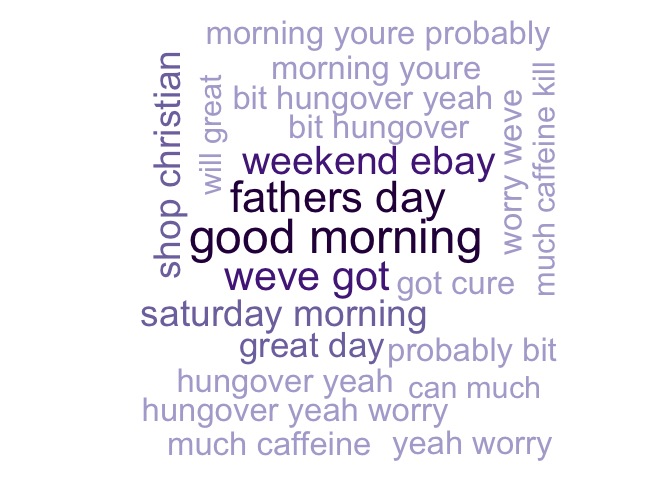 morning youre probably
morning youre
bit hungover yeah
bit hungover
shop christian
will great
worry weve
much caffeine kill
weekend ebay
fathers day
good morning
weve got
got cure
saturday morning
great day
probably bit
hungover yeah
can much
hungover yeah worry
much caffeine
yeah worry